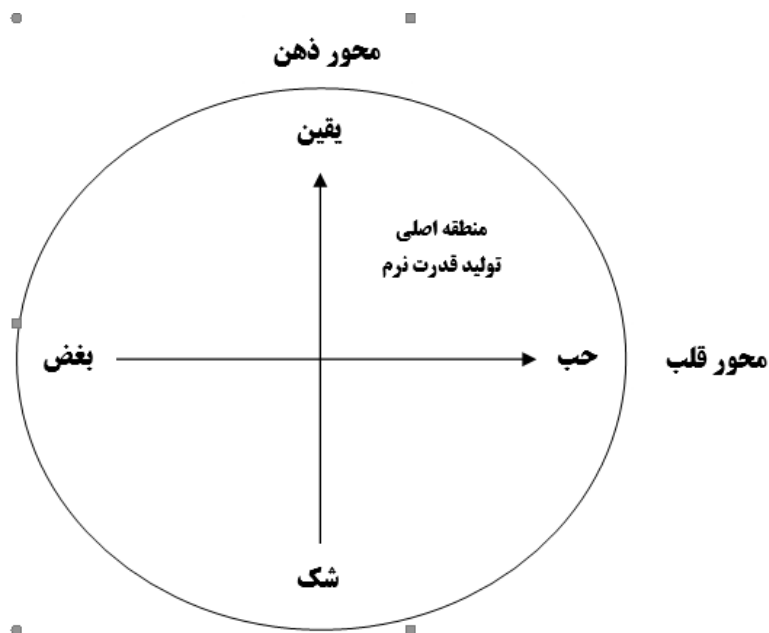 محور ذهن
یقین
منطقه اصلی
تولید قدرت نرم
محور قلب
حب
بغض
شک